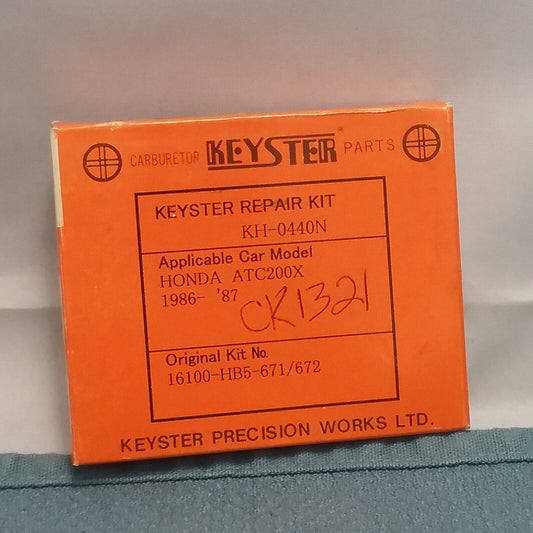 CARBURETOR KEYSTER® PARTS
KEYSTER REPAIR KIT
KH-0440N
Applicable Car Model
HONDA ATC200X
1986- '87
CK1321
Original Kit No.
16100-HB5-671/672
KEYSTER PRECISION WORKS LTD.